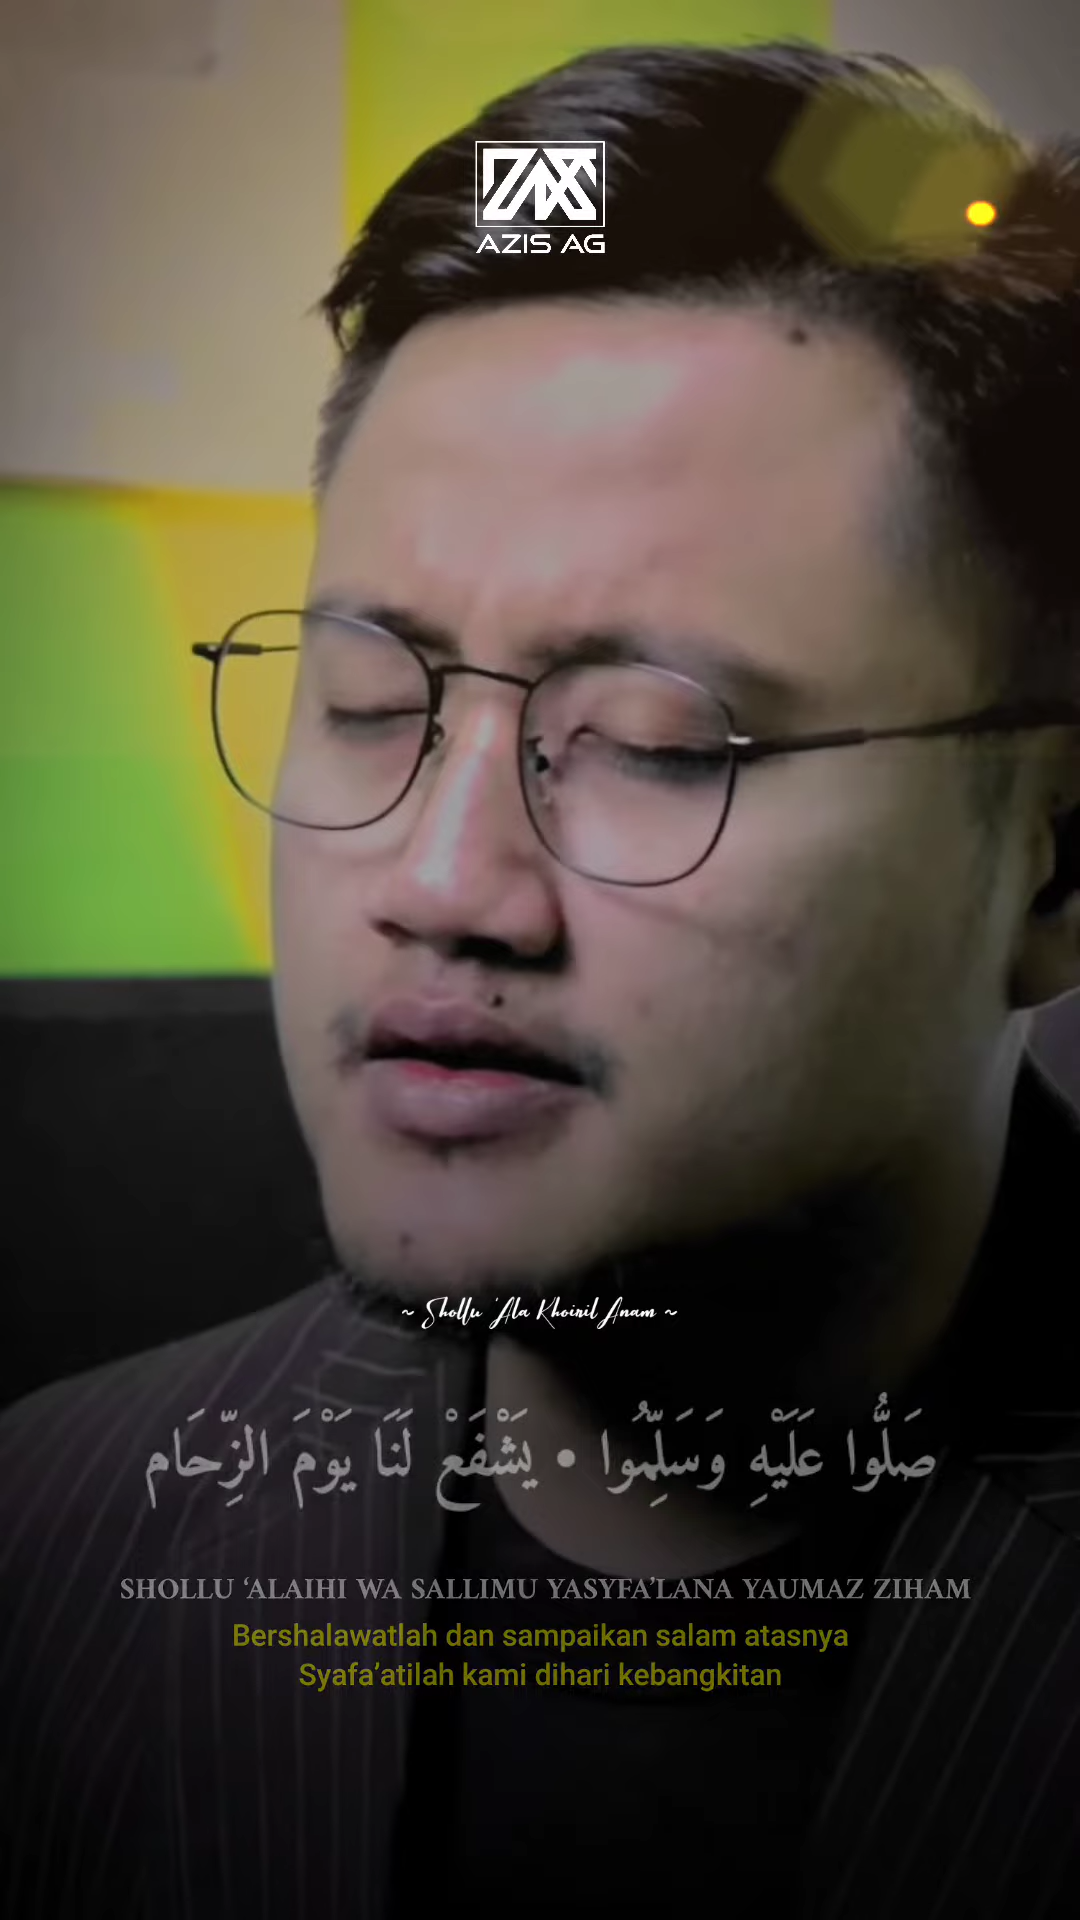 AZIS AG
~ Shollu 'Ala Khoiril Anam ~
صَلُّوا عَلَيْهِ وَسَلِّمُوا • يَشْفَعْ لَنَا يَوْمَ الزِّحَام
SHOLLU ‘ALAIHI WA SALLIMU YASYFA’LANA YAUMAZ ZIHAM
Bershalawatlah dan sampaikan salam atasnya
Syafa’atilah kami dihari kebangkitan